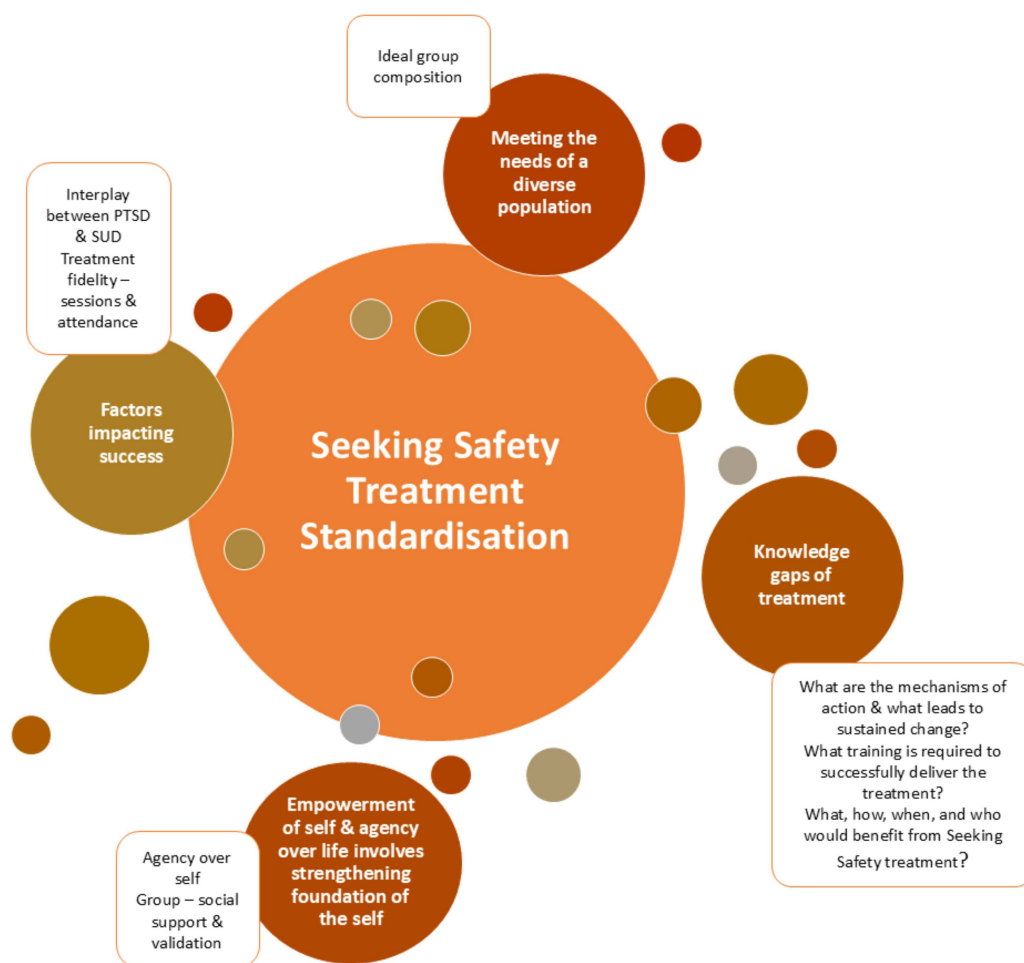 Ideal group
composition
Meeting the
needs of a
diverse
population
Interplay
between PTSD
& SUD
Treatment
fidelity –
sessions &
attendance
Factors
impacting
success
Seeking Safety
Treatment
Standardisation
Knowledge
gaps of
treatment
What are the mechanisms of
action & what leads to
sustained change?
What training is required to
successfully deliver the
treatment?
What, how, when, and who
would benefit from Seeking
Safety treatment?
Empowerment
of self & agency
over life involves
strengthening
foundation of
the self
Agency over
self
Group – social
support &
validation